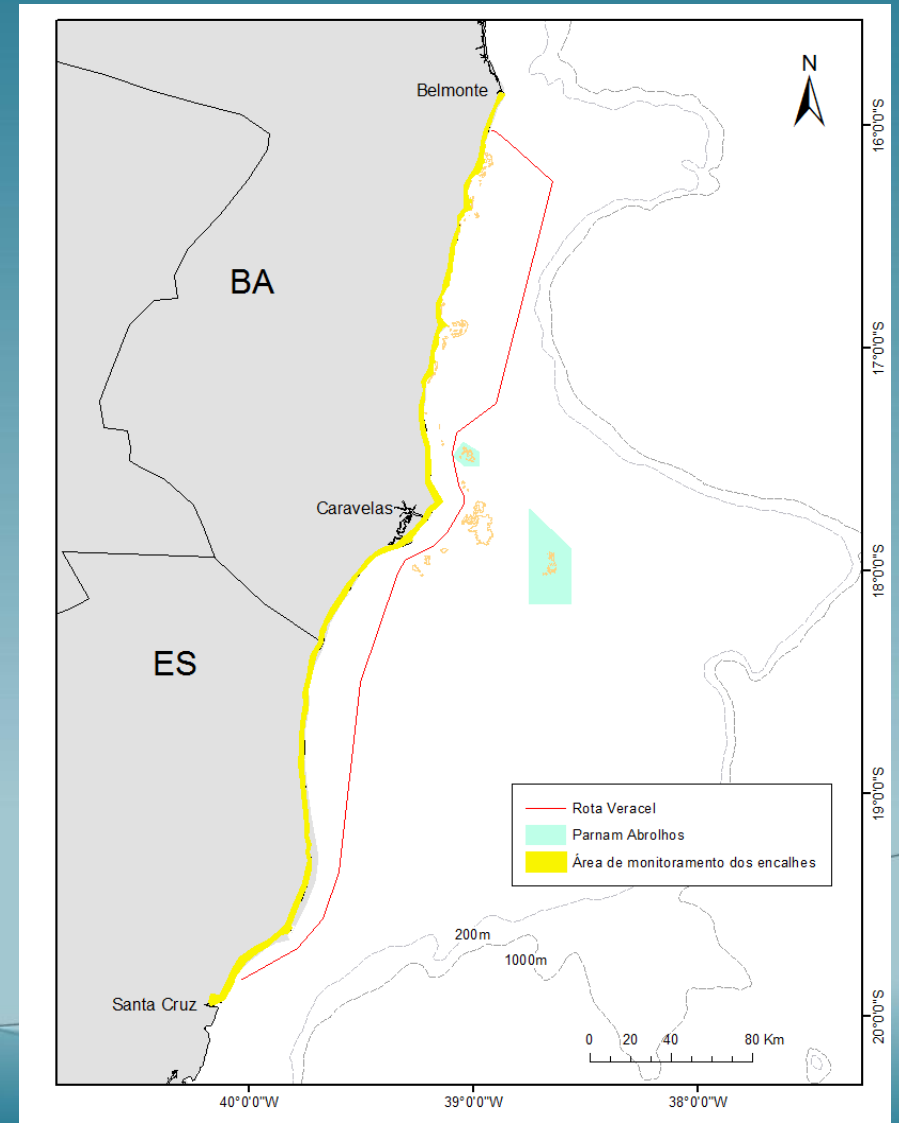 N
Belmonte
16°0'0"S
BA
17°0'0"S
Caravelas
18°0'0"S
ES
19°0'0"S
Rota Veracel
Parnam Abrolhos
Área de monitoramento dos encalhes
200m
1000m
Santa Cruz
20°0'0"S
0 20 40 80 Km
40°0'0"W 39°0'0"W 38°0'0"W